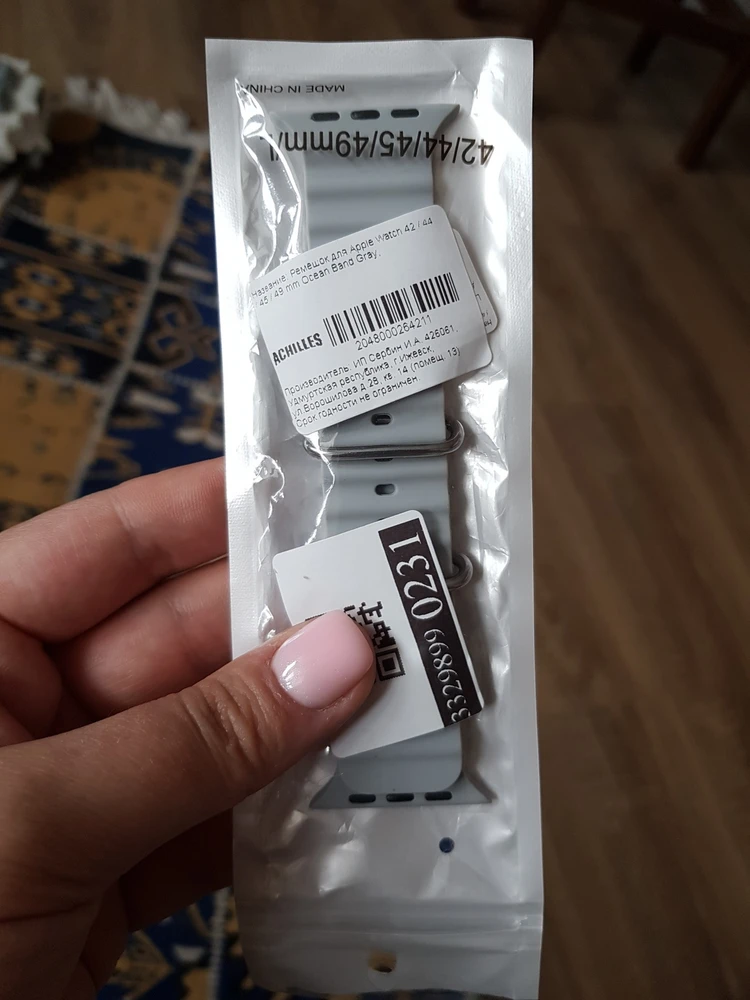 MADE IN CHINA
42/44/45/49mm/L
Название: Ремешок для Apple Watch 42 / 44
/ 45 / 49 mm Ocean Band Gray.
ACHILLES
2048000264211
Производитель: ИП Сербин И.А. 426061,
Удмуртская республика, г.Ижевск,
ул.Ворошилова д.28, кв. 14 (помещ. 13)
Срок годности не ограничен
3329899 0231